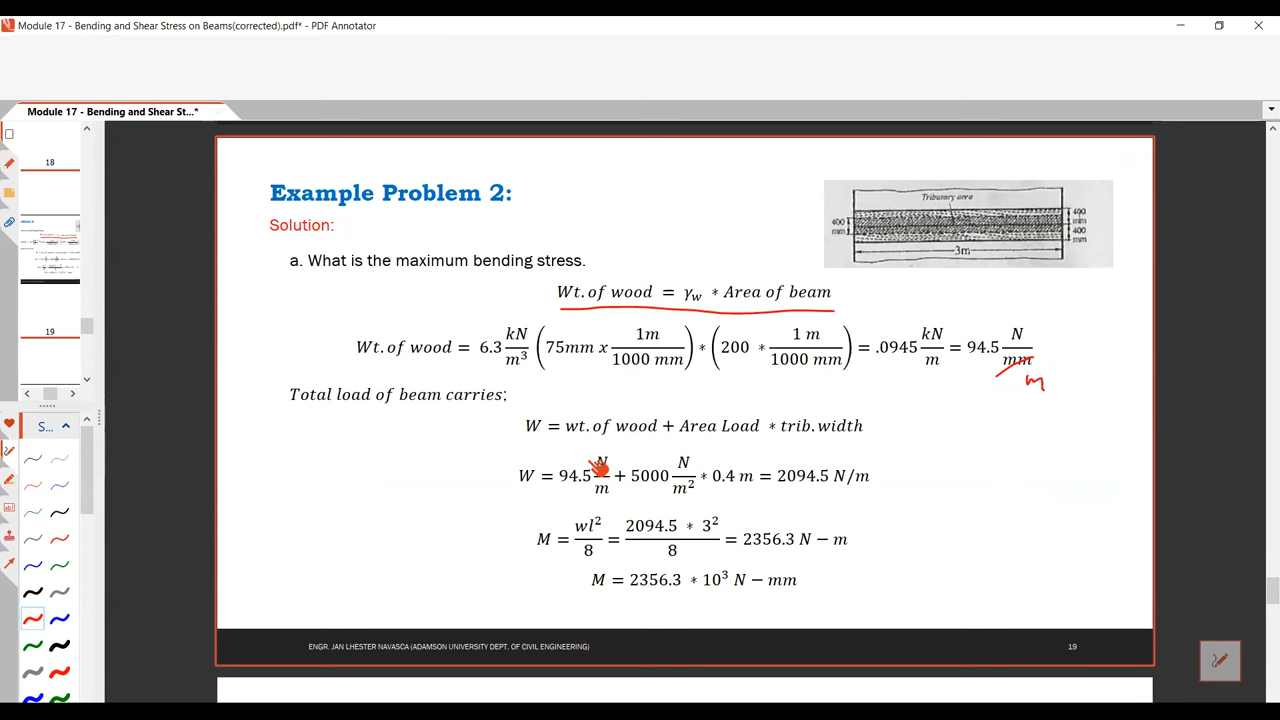 Module 17 - Bending and Shear Stress on Beams(corrected).pdf* - PDF Annotator
Module 17 - Bending and Shear St...*
18
19
S...
Example Problem 2:
Solution:
a. What is the maximum bending stress.
Tributary area
400 mm
400 mm
400 mm
3m
Wt. of wood = γw * Area of beam
Wt. of wood = 6.3 kN/m³ (75mm x 1m/1000 mm) * (200 * 1 m/1000 mm) = .0945 kN/m = 94.5 N/mm
m
Total load of beam carries:
W = wt. of wood + Area Load * trib. width
W = 94.5 N/m + 5000 N/m² * 0.4 m = 2094.5 N/m
M = wl²/8 = 2094.5 * 3²/8 = 2356.3 N − m
M = 2356.3 * 10³ N − mm
ENGR. JAN LHESTER NAVASCA (ADAMSON UNIVERSITY DEPT. OF CIVIL ENGINEERING)
19